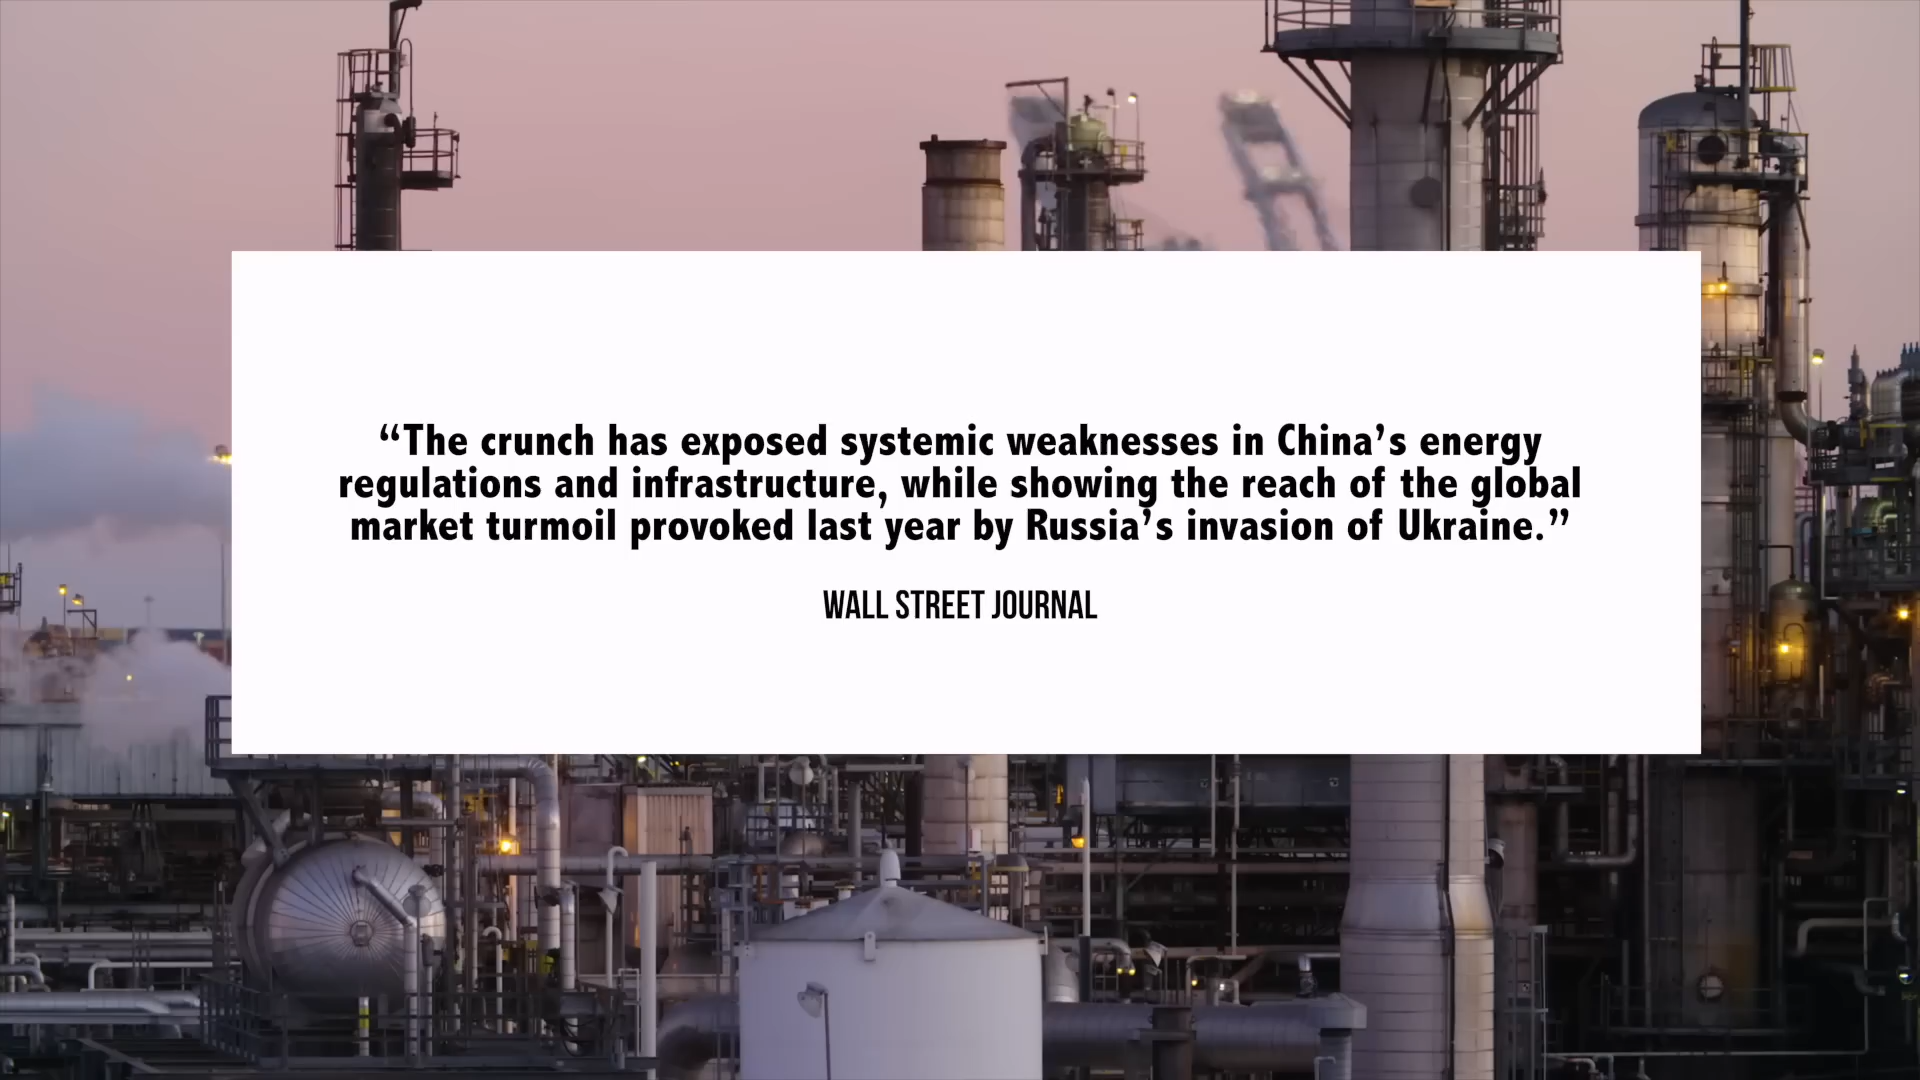 “The crunch has exposed systemic weaknesses in China’s energy
regulations and infrastructure, while showing the reach of the global
market turmoil provoked last year by Russia’s invasion of Ukraine.”
WALL STREET JOURNAL